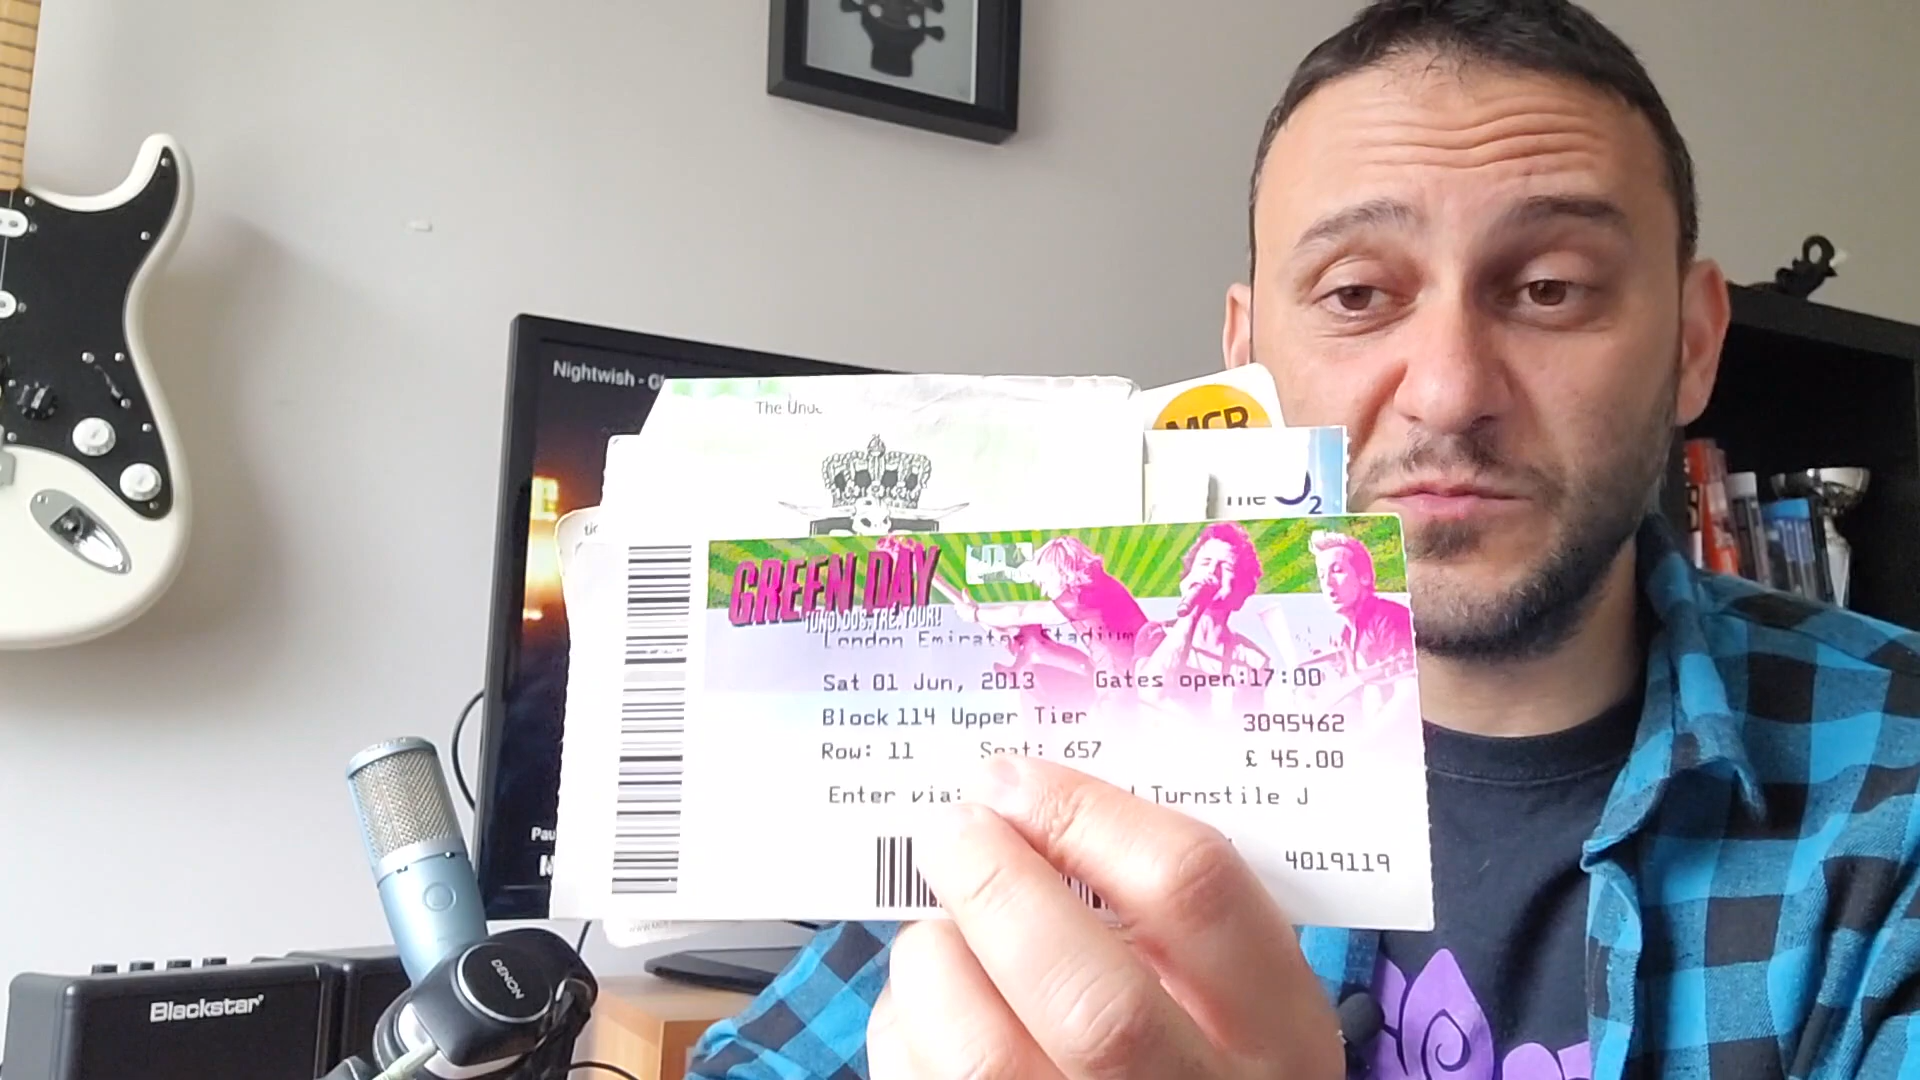 Nightwish -
The
MCR
The O2
GREEN DAY
¡UNO, DOS, TRÉ, TOUR!
London Emirates Stadium
Sat 01 Jun, 2013 Gates open:17:00
Block 114 Upper Tier 3095462
Row: 11 Seat: 657 £ 45.00
Enter via: Turnstile J
4019119
DENON
Blackstar